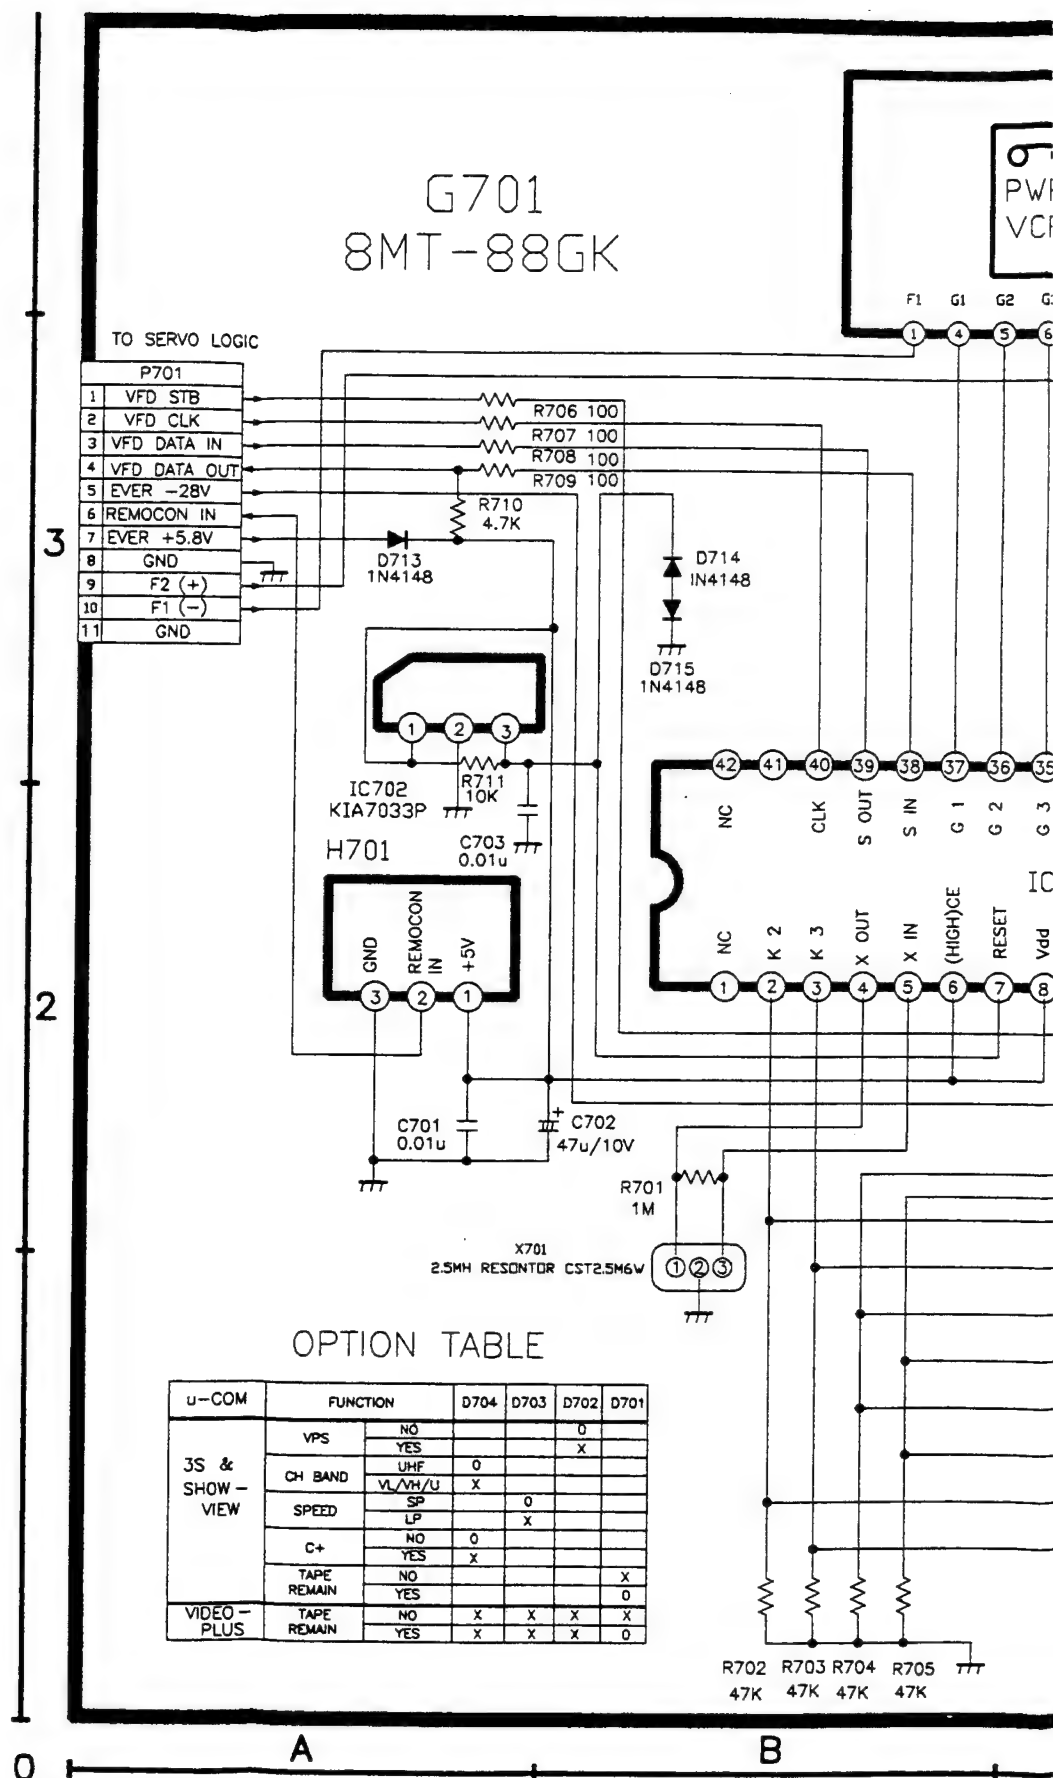 G701
8MT-88GK
VCR
F1 G1 G2
1 4 5 6
TO SERVO LOGIC
P701
1 VFD STB
2 VFD CLK
3 VFD DATA IN
4 VFD DATA OUT
5 EVER -28V
6 REMOCON IN
7 EVER +5.8V
8 GND
9 F2 (+)
10 F1 (-)
11 GND
R706 100
R707 100
R708 100
R709 100
R710
4.7K
D713
1N4148
D714
1N4148
D715
1N4148
1 2 3
R711
10K
IC702
KIA7033P
C703
0.01u
H701
GND
REMOCON
IN
+5V
3 2 1
42 41 40 39 38 37 36 35
NC CLK S OUT S IN G 1 G 2 G 3
IC
NC K 2 K 3 X OUT X IN (HIGH)CE RESET Vdd
1 2 3 4 5 6 7 8
C701
0.01u
+
C702
47u/10V
R701
1M
X701
2.5MH RESONTOR CST2.5M6W
1 2 3
OPTION TABLE
u-COM FUNCTION D704 D703 D702 D701
3S &
SHOW-
VIEW
VPS NO O
YES X
CH BAND UHF O
VL/VH/U X
SPEED SP O
LP X
C+ NO O
YES X
TAPE
REMAIN
NO X
YES O
VIDEO-
PLUS
TAPE
REMAIN
NO X X X X
YES X X X O
R702
47K
R703
47K
R704
47K
R705
47K
3
2
0
A B